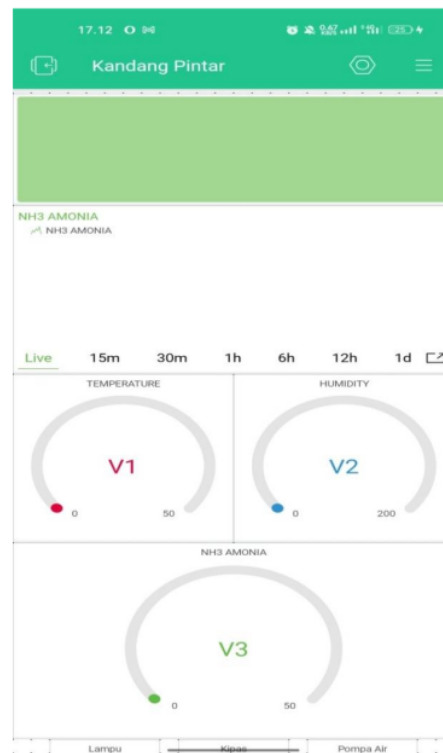 17.12
Kandang Pintar
NH3 AMONIA
NH3 AMONIA
Live 15m 30m 1h 6h 12h 1d
TEMPERATURE HUMIDITY
V1 V2
0 50 0 200
NH3 AMONIA
V3
0 50
Lampu Kipas Pompa Air